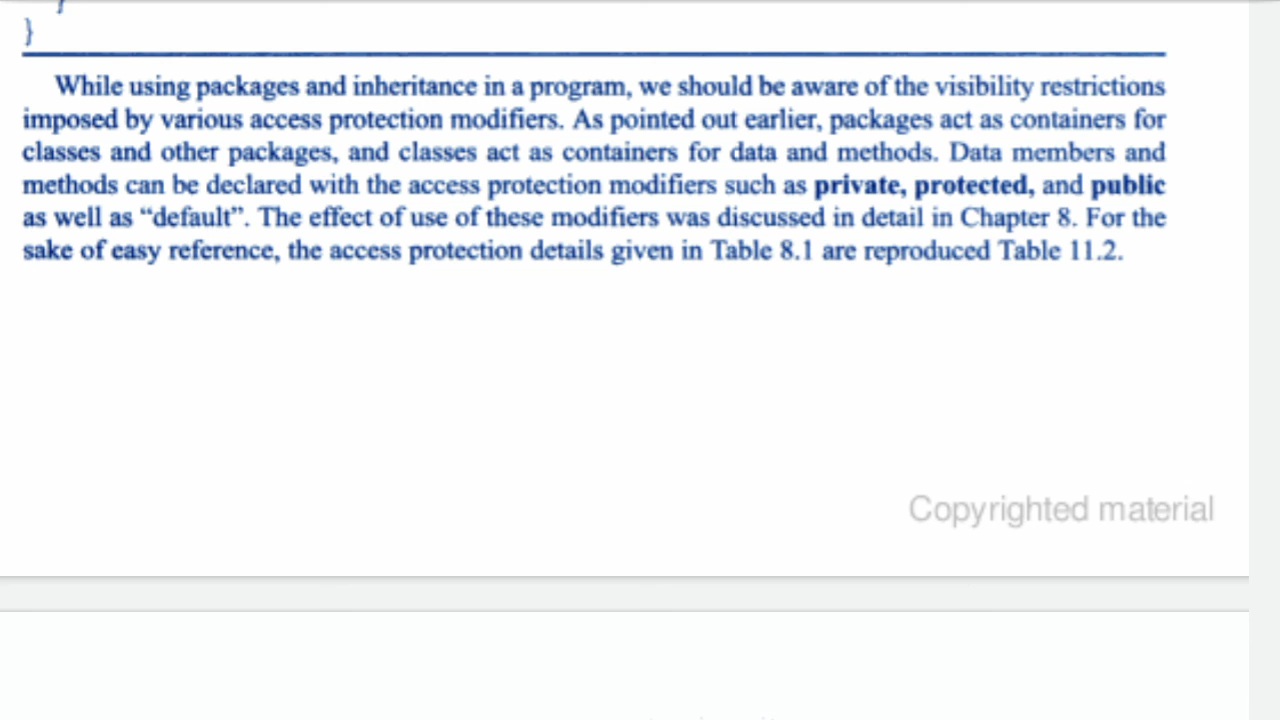 }
While using packages and inheritance in a program, we should be aware of the visibility restrictions
imposed by various access protection modifiers. As pointed out earlier, packages act as containers for
classes and other packages, and classes act as containers for data and methods. Data members and
methods can be declared with the access protection modifiers such as private, protected, and public
as well as “default”. The effect of use of these modifiers was discussed in detail in Chapter 8. For the
sake of easy reference, the access protection details given in Table 8.1 are reproduced Table 11.2.
Copyrighted material